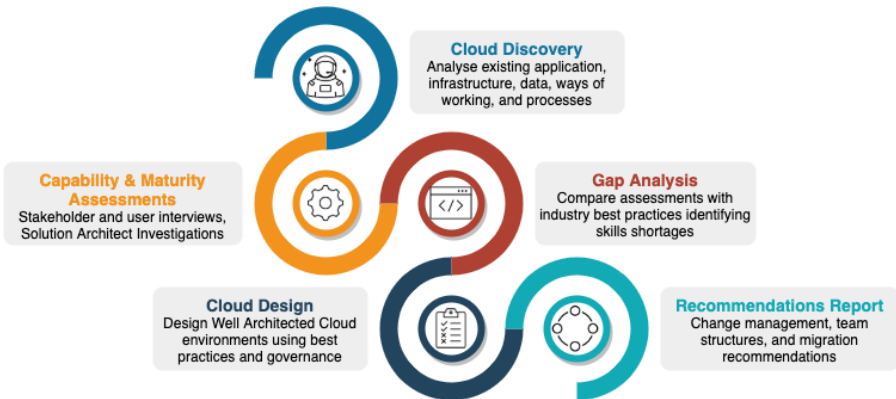 Cloud Discovery
Analyse existing application,
infrastructure, data, ways of
working, and processes
Capability & Maturity
Assessments
Stakeholder and user interviews,
Solution Architect Investigations
Gap Analysis
Compare assessments with
industry best practices identifying
skills shortages
</>
Cloud Design
Design Well Architected Cloud
environments using best
practices and governance
Recommendations Report
Change management, team
structures, and migration
recommendations